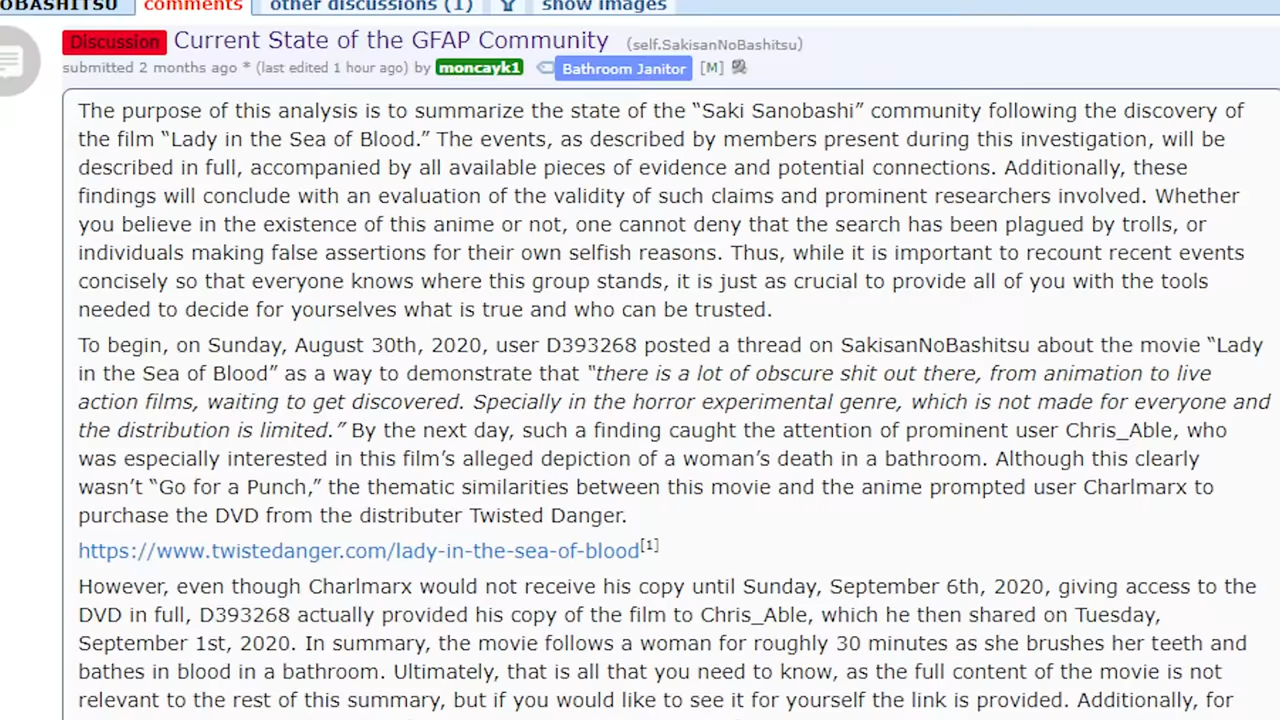 OBASHITSU comments other discussions (1) show images
Discussion Current State of the GFAP Community (self.SakisanNoBashitsu)
submitted 2 months ago * (last edited 1 hour ago) by moncayk1 Bathroom Janitor [M]
The purpose of this analysis is to summarize the state of the “Saki Sanobashi” community following the discovery of
the film “Lady in the Sea of Blood.” The events, as described by members present during this investigation, will be
described in full, accompanied by all available pieces of evidence and potential connections. Additionally, these
findings will conclude with an evaluation of the validity of such claims and prominent researchers involved. Whether
you believe in the existence of this anime or not, one cannot deny that the search has been plagued by trolls, or
individuals making false assertions for their own selfish reasons. Thus, while it is important to recount recent events
concisely so that everyone knows where this group stands, it is just as crucial to provide all of you with the tools
needed to decide for yourselves what is true and who can be trusted.
To begin, on Sunday, August 30th, 2020, user D393268 posted a thread on SakisanNoBashitsu about the movie “Lady
in the Sea of Blood” as a way to demonstrate that “there is a lot of obscure shit out there, from animation to live
action films, waiting to get discovered. Specially in the horror experimental genre, which is not made for everyone and
the distribution is limited.” By the next day, such a finding caught the attention of prominent user Chris_Able, who
was especially interested in this film’s alleged depiction of a woman’s death in a bathroom. Although this clearly
wasn’t “Go for a Punch,” the thematic similarities between this movie and the anime prompted user Charlmarx to
purchase the DVD from the distributer Twisted Danger.
https://www.twistedanger.com/lady-in-the-sea-of-blood[1]
However, even though Charlmarx would not receive his copy until Sunday, September 6th, 2020, giving access to the
DVD in full, D393268 actually provided his copy of the film to Chris_Able, which he then shared on Tuesday,
September 1st, 2020. In summary, the movie follows a woman for roughly 30 minutes as she brushes her teeth and
bathes in blood in a bathroom. Ultimately, that is all that you need to know, as the full content of the movie is not
relevant to the rest of this summary, but if you would like to see it for yourself the link is provided. Additionally, for